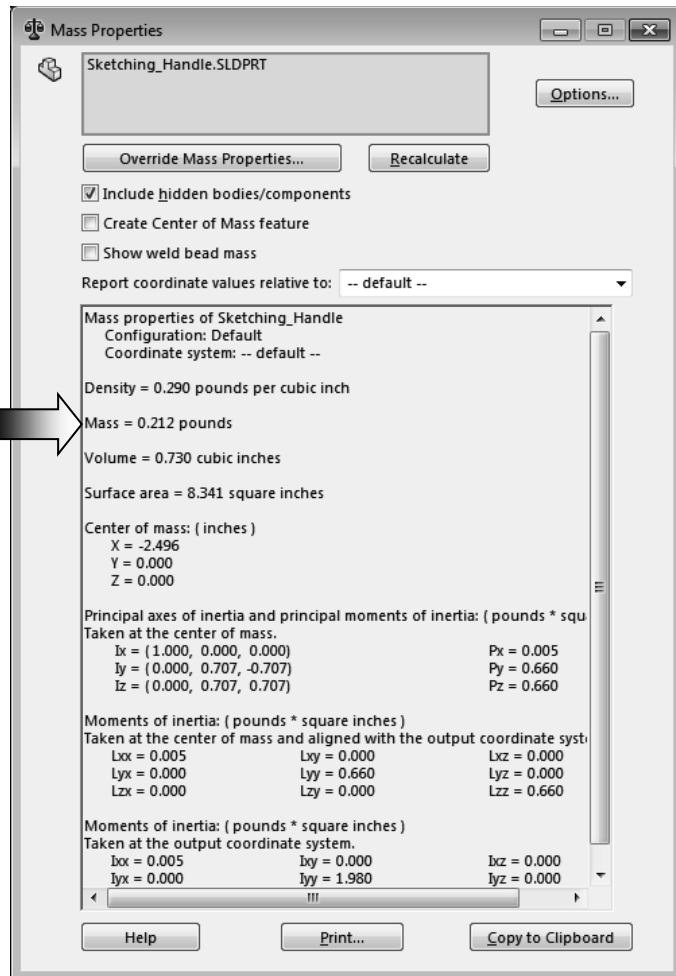 Mass Properties
Sketching_Handle.SLDPRT
Options...
Override Mass Properties... Recalculate
Include hidden bodies/components
Create Center of Mass feature
Show weld bead mass
Report coordinate values relative to: -- default --
Mass properties of Sketching_Handle
Configuration: Default
Coordinate system: -- default --
Density = 0.290 pounds per cubic inch
Mass = 0.212 pounds
Volume = 0.730 cubic inches
Surface area = 8.341 square inches
Center of mass: ( inches )
X = -2.496
Y = 0.000
Z = 0.000
Principal axes of inertia and principal moments of inertia: ( pounds * squ
Taken at the center of mass.
Ix = ( 1.000, 0.000, 0.000) Px = 0.005
Iy = ( 0.000, 0.707, -0.707) Py = 0.660
Iz = ( 0.000, 0.707, 0.707) Pz = 0.660
Moments of inertia: ( pounds * square inches )
Taken at the center of mass and aligned with the output coordinate syst
Lxx = 0.005 Lxy = 0.000 Lxz = 0.000
Lyx = 0.000 Lyy = 0.660 Lyz = 0.000
Lzx = 0.000 Lzy = 0.000 Lzz = 0.660
Moments of inertia: ( pounds * square inches )
Taken at the output coordinate system.
Ixx = 0.005 Ixy = 0.000 Ixz = 0.000
Iyx = 0.000 Iyy = 1.980 Iyz = 0.000
Help Print... Copy to Clipboard